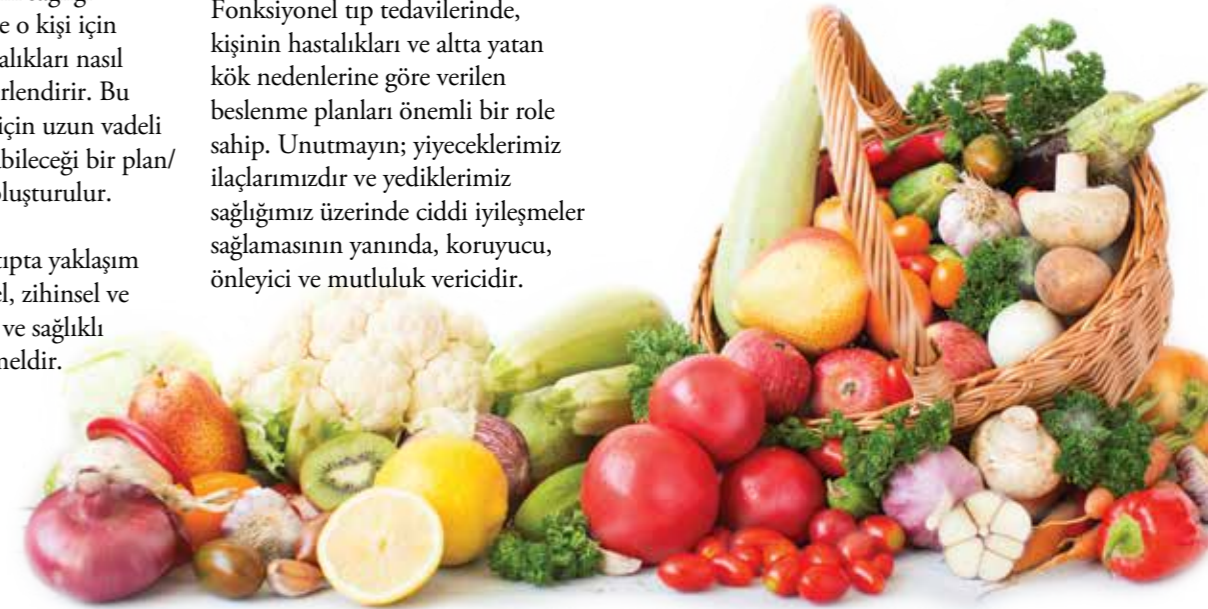 e o kişi için
alıkları nasıl
rlendirir. Bu
için uzun vadeli
abileceği bir plan/
oluşturulur.
tıpta yaklaşım
el, zihinsel ve
ve sağlıklı
neldir.
Fonksiyonel tıp tedavilerinde,
kişinin hastalıkları ve altta yatan
kök nedenlerine göre verilen
beslenme planları önemli bir role
sahip. Unutmayın; yiyeceklerimiz
ilaçlarımızdır ve yediklerimiz
sağlığımız üzerinde ciddi iyileşmeler
sağlamasının yanında, koruyucu,
önleyici ve mutluluk vericidir.